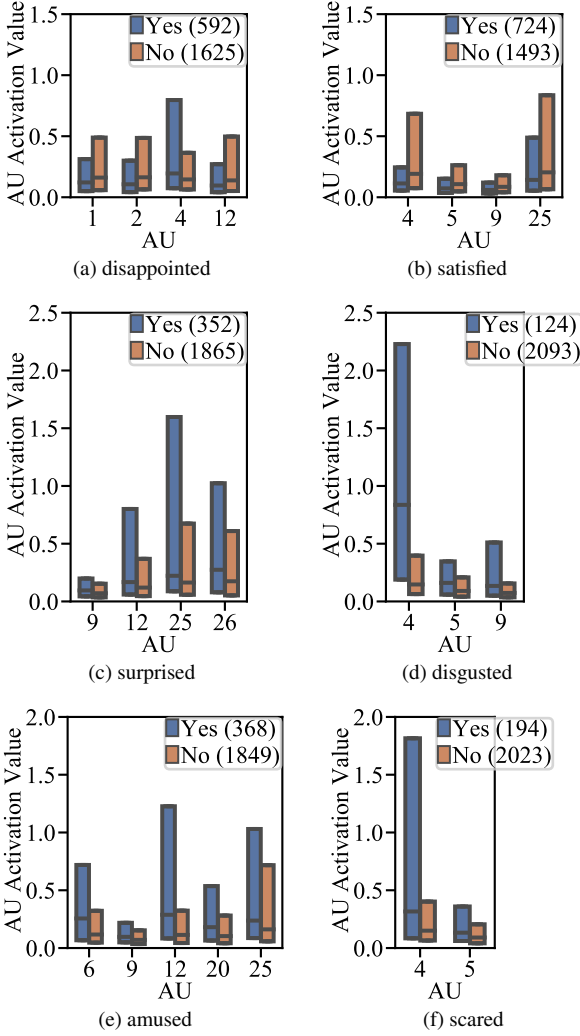 AU Activation Value
1.5
1.0
0.5
0.0
Yes (592)
No (1625)
1 2 4 12
AU
(a) disappointed
AU Activation Value
1.5
1.0
0.5
0.0
Yes (724)
No (1493)
4 5 9 25
AU
(b) satisfied
AU Activation Value
2.5
2.0
1.5
1.0
0.5
0.0
Yes (352)
No (1865)
9 12 25 26
AU
(c) surprised
AU Activation Value
2.5
2.0
1.5
1.0
0.5
0.0
Yes (124)
No (2093)
4 5 9
AU
(d) disgusted
AU Activation Value
2.0
1.5
1.0
0.5
0.0
Yes (368)
No (1849)
6 9 12 20 25
AU
(e) amused
AU Activation Value
2.0
1.5
1.0
0.5
0.0
Yes (194)
No (2023)
4 5
AU
(f) scared